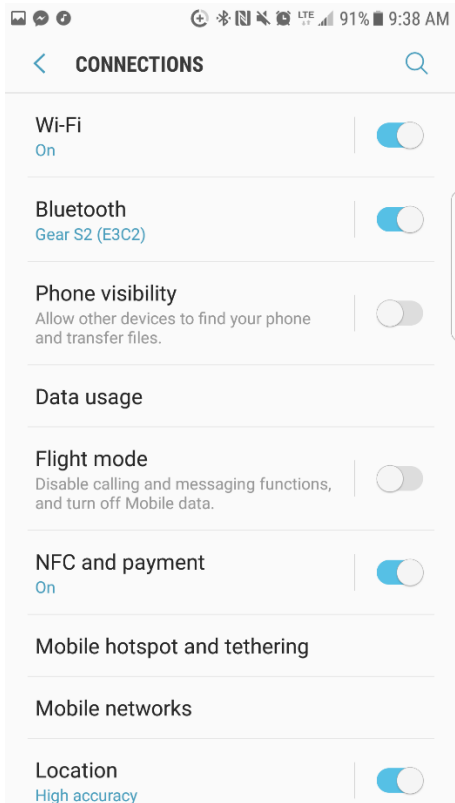 LTE 91% 9:38 AM
CONNECTIONS
Wi-Fi
On
Bluetooth
Gear S2 (E3C2)
Phone visibility
Allow other devices to find your phone
and transfer files.
Data usage
Flight mode
Disable calling and messaging functions,
and turn off Mobile data.
NFC and payment
On
Mobile hotspot and tethering
Mobile networks
Location
High accuracy